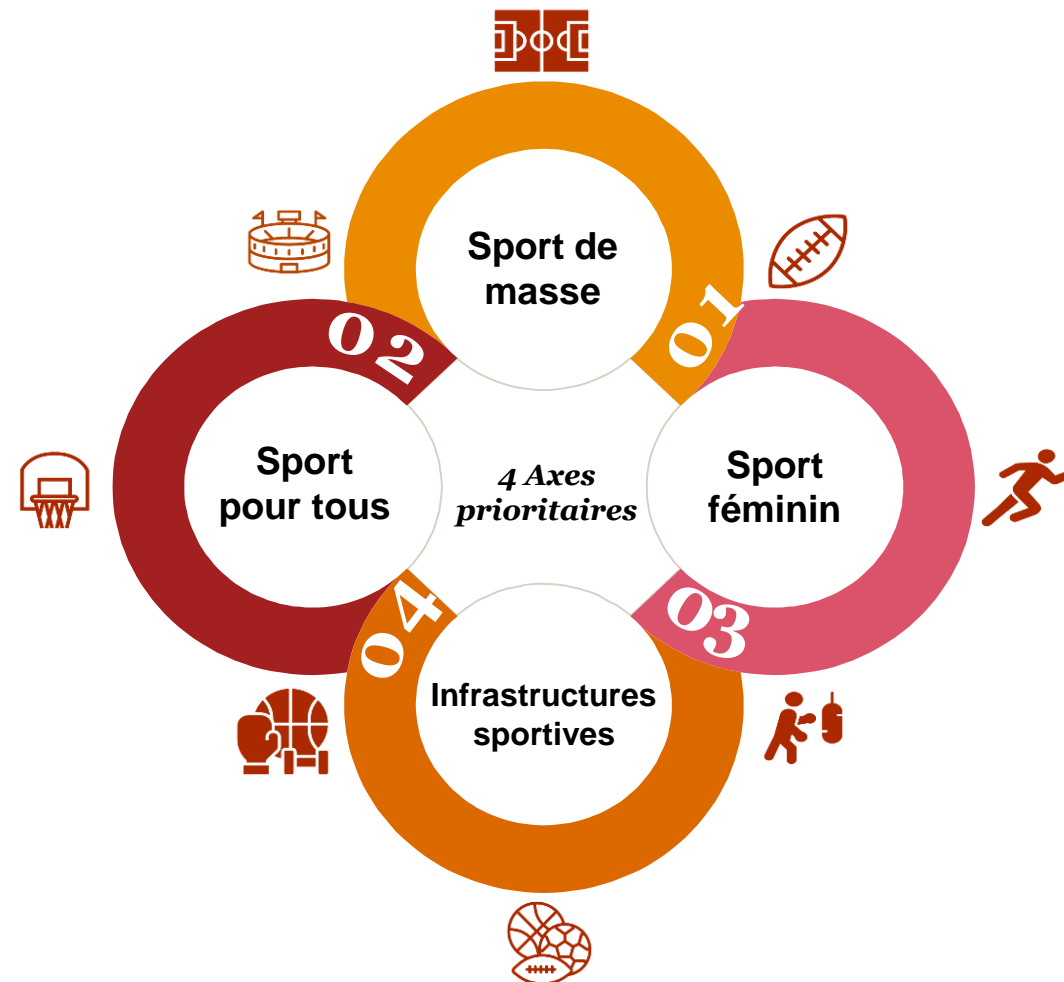 01
Sport de
masse
02
Sport
pour tous
4 Axes
prioritaires
03
Sport
féminin
04
Infrastructures
sportives